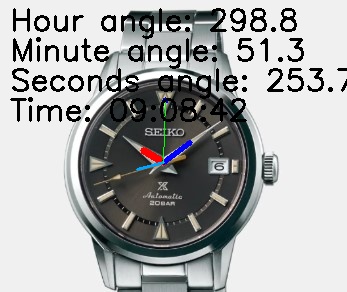 Hour angle: 298.8
Minute angle: 51.3
Seconds angle: 253.7
Time: 09:08:42
SEIKO
6
Automatic
20BAR